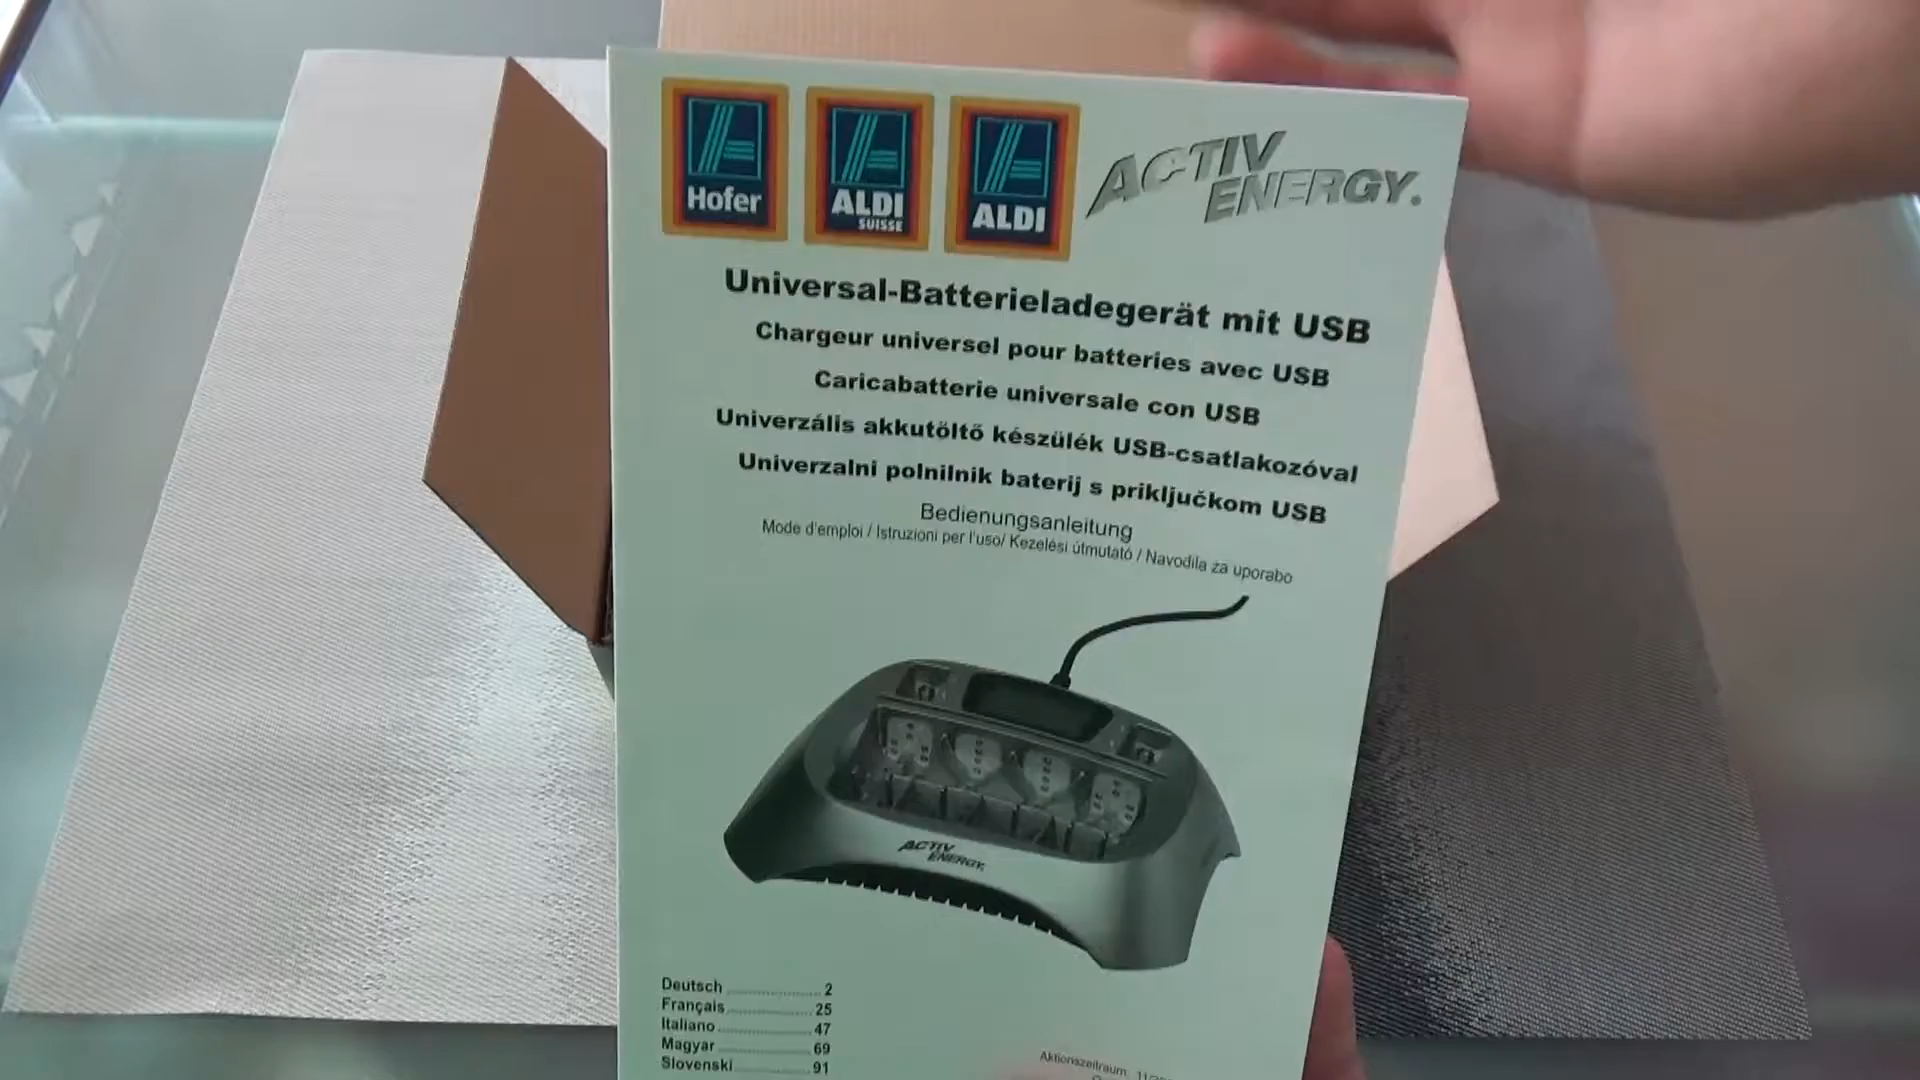 Hofer
ALDI
SUISSE
ALDI
ACTIV
ENERGY.
Universal-Batterieladegerät mit USB
Chargeur universel pour batteries avec USB
Caricabatterie universale con USB
Univerzális akkutöltő készülék USB-csatlakozóval
Univerzalni polnilnik baterij s priključkom USB
Bedienungsanleitung
Mode d'emploi / Istruzioni per l'uso/ Kezelési útmutató / Navodila za uporabo
ACTIV
ENERGY.
Deutsch ........................ 2
Français ........................ 25
Italiano ........................ 47
Magyar ........................ 69
Slovenski ........................ 91
Aktionszeitraum: